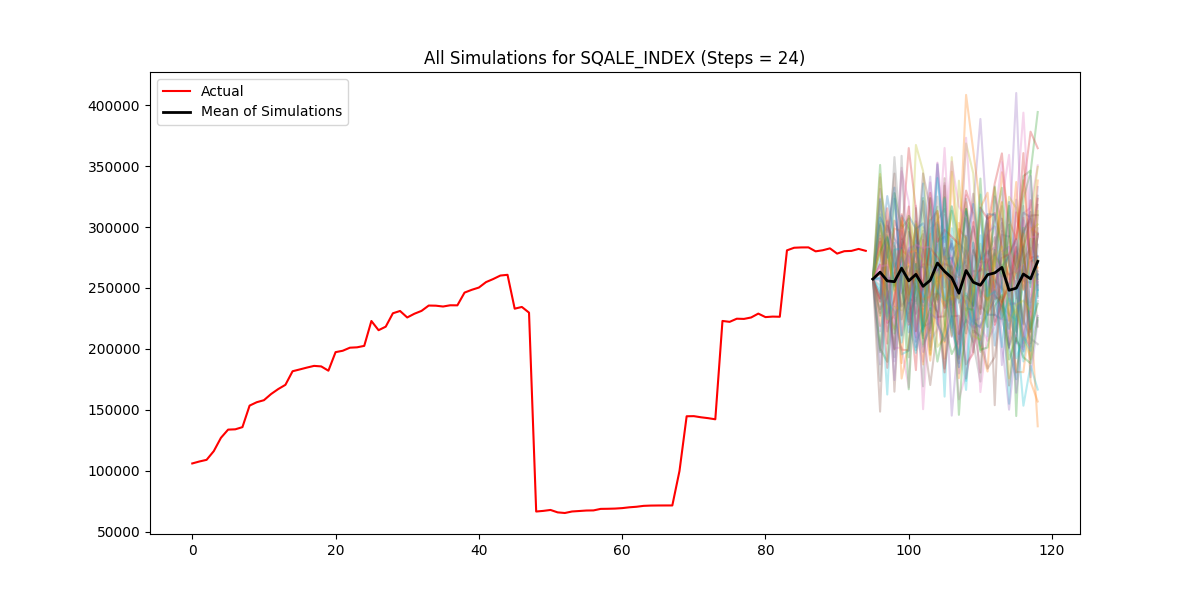 All Simulations for SQALE_INDEX (Steps = 24)
Actual
Mean of Simulations
400000
350000
300000
250000
200000
150000
100000
50000
0 20 40 60 80 100 120